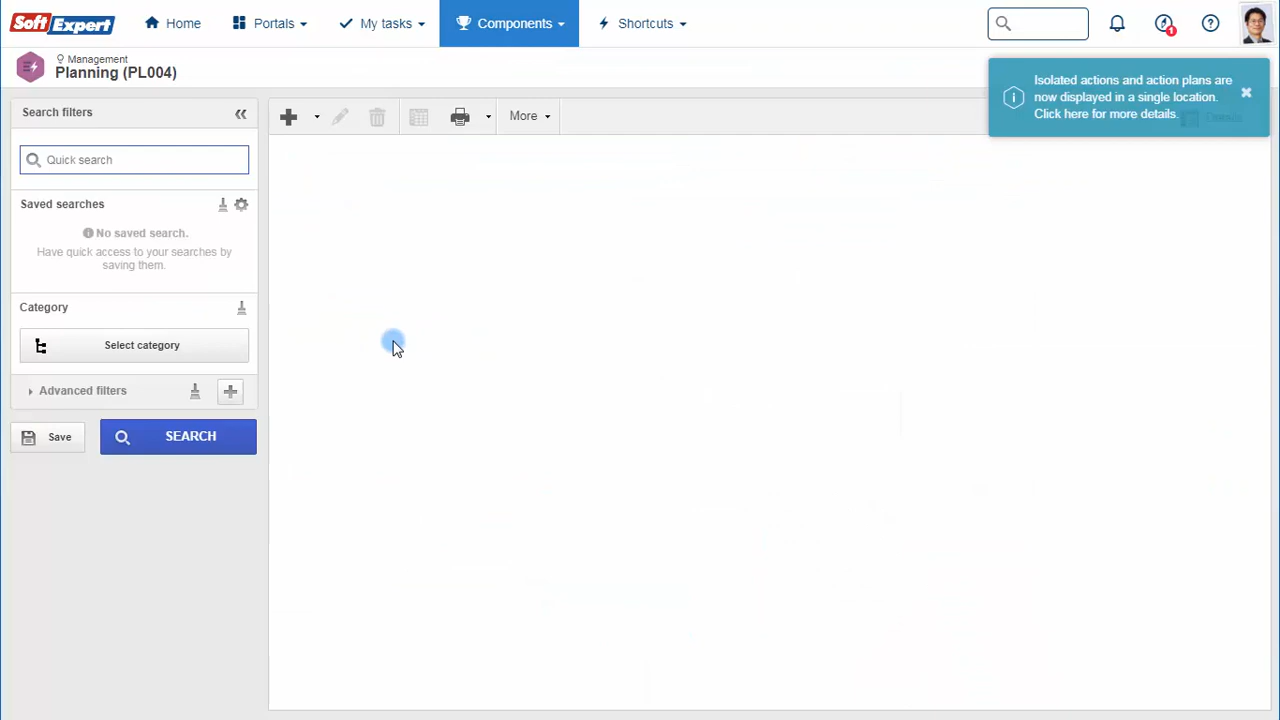 SoftExpert
Home
Portals
My tasks
Components
Shortcuts
1
Management
Planning (PL004)
Isolated actions and action plans are
now displayed in a single location.
Click here for more details.
Search filters
More
Quick search
Saved searches
No saved search.
Have quick access to your searches by
saving them.
Category
Select category
Advanced filters
Save
SEARCH